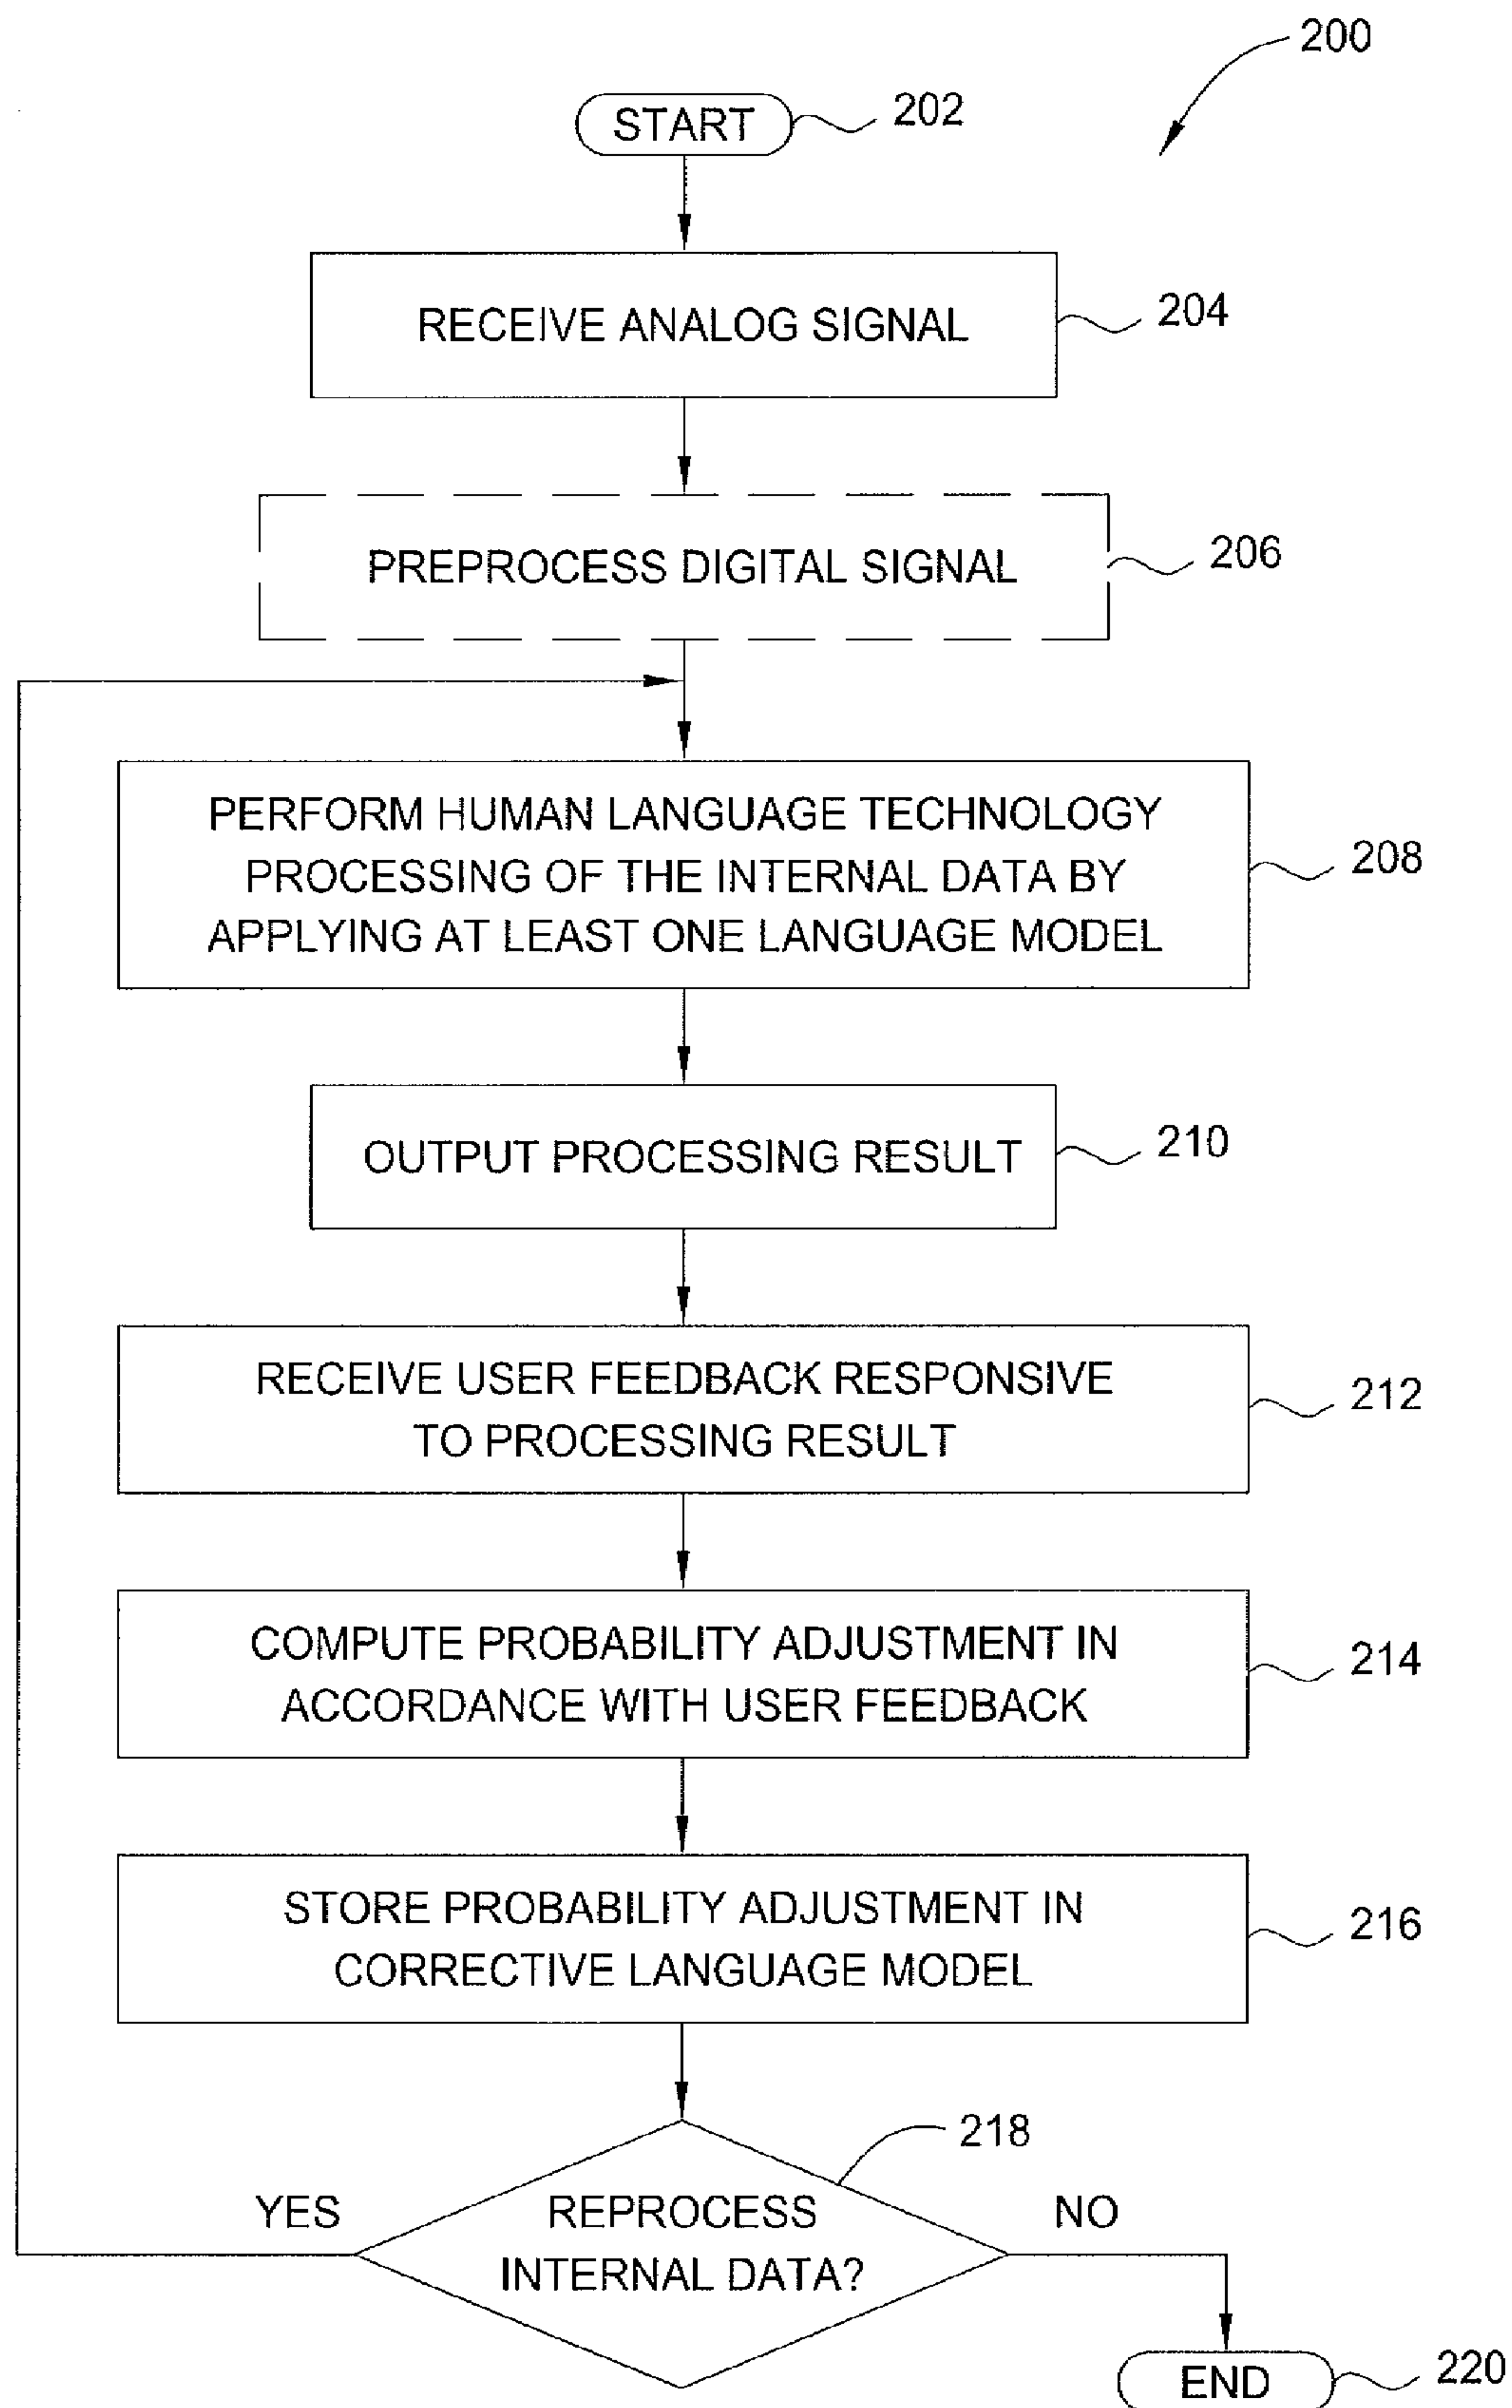 200
START
202
RECEIVE ANALOG SIGNAL
204
PREPROCESS DIGITAL SIGNAL
206
PERFORM HUMAN LANGUAGE TECHNOLOGY
PROCESSING OF THE INTERNAL DATA BY
APPLYING AT LEAST ONE LANGUAGE MODEL
208
OUTPUT PROCESSING RESULT
210
RECEIVE USER FEEDBACK RESPONSIVE
TO PROCESSING RESULT
212
COMPUTE PROBABILITY ADJUSTMENT IN
ACCORDANCE WITH USER FEEDBACK
214
STORE PROBABILITY ADJUSTMENT IN
CORRECTIVE LANGUAGE MODEL
216
218
YES
REPROCESS
INTERNAL DATA?
NO
END
220